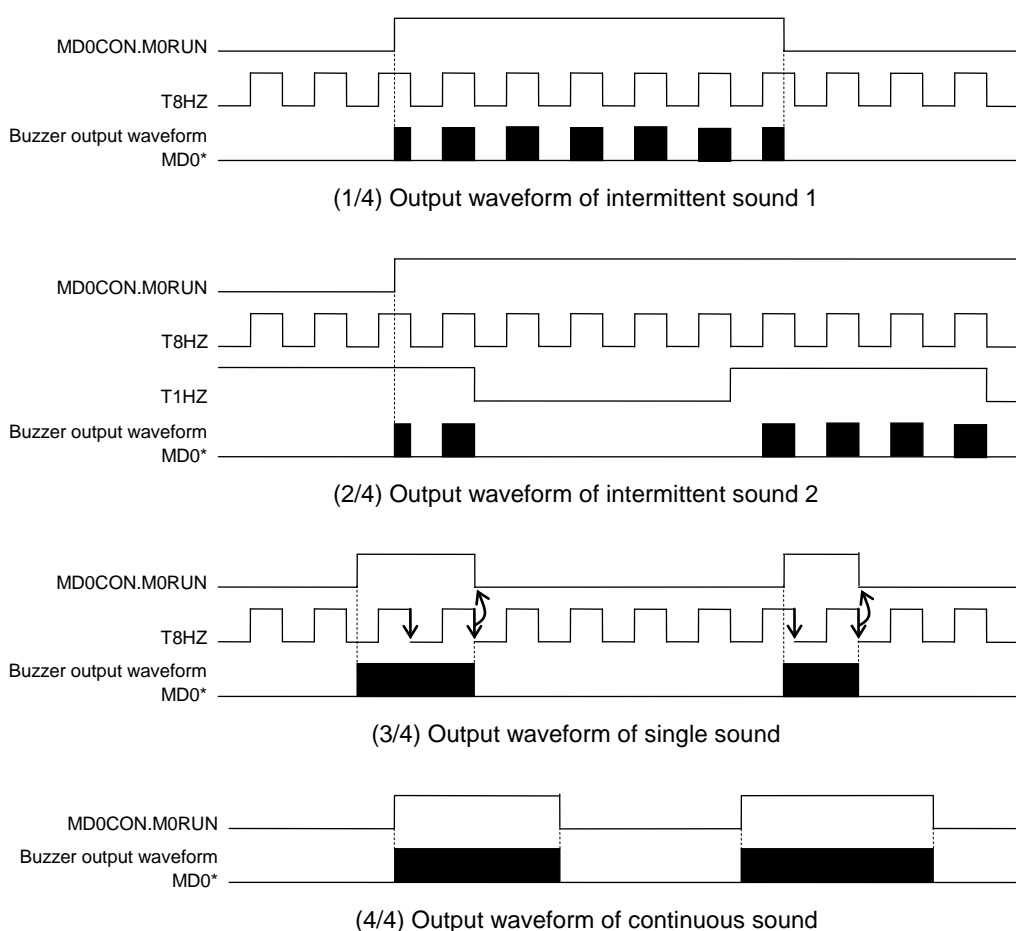 MD0CON.M0RUN
T8HZ
Buzzer output waveform
MD0*
(1/4) Output waveform of intermittent sound 1
MD0CON.M0RUN
T8HZ
T1HZ
Buzzer output waveform
MD0*
(2/4) Output waveform of intermittent sound 2
MD0CON.M0RUN
T8HZ
Buzzer output waveform
MD0*
(3/4) Output waveform of single sound
MD0CON.M0RUN
Buzzer output waveform
MD0*
(4/4) Output waveform of continuous sound